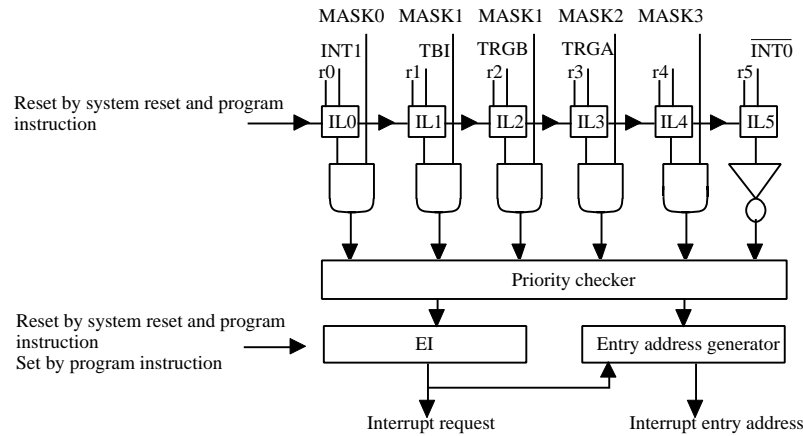 MASK0 MASK1 MASK1 MASK2 MASK3
INT1 TBI TRGB TRGA INT0
r0 r1 r2 r3 r4 r5
Reset by system reset and program
instruction
IL0 IL1 IL2 IL3 IL4 IL5
Priority checker
Reset by system reset and program
instruction
Set by program instruction
EI Entry address generator
Interrupt request Interrupt entry address